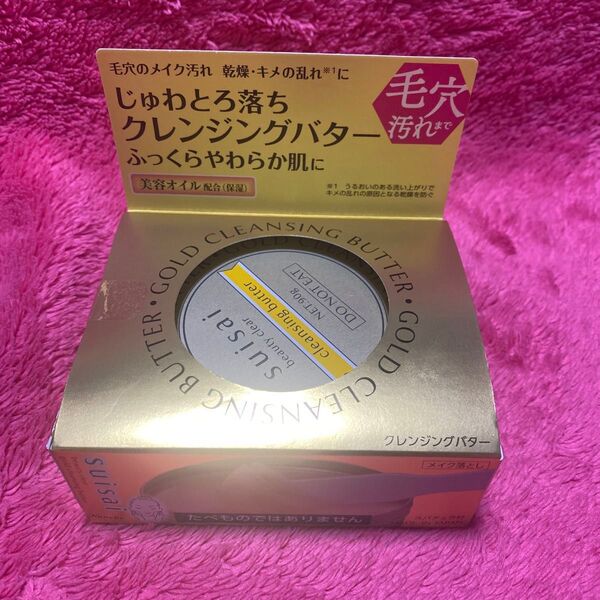 毛穴のメイク汚れ 乾燥・キメの乱れ※1に
じゅわとろ落ち
クレンジングバター
ふっくらやわらか肌に
美容オイル 配合(保湿)
毛穴
汚れまで
※1 うるおいのある洗い上がりで
キメの乱れの原因となる乾燥を防ぐ
GOLD CLEANSING BUTTER・GOLD CLEANSING BUTTER・
suisai
beauty clear
cleansing butter
NET.90g
DO NOT EAT
クレンジングバター
メイク落とし
suisai
たべものではありません